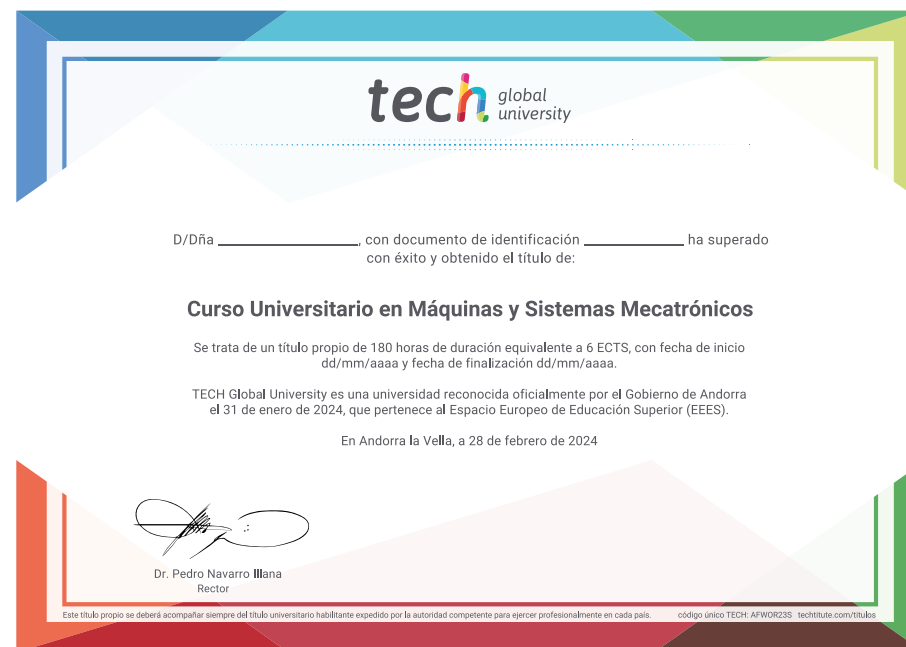 tech global university
D/Dña ____________________, con documento de identificación ______________ ha superado
con éxito y obtenido el título de:
Curso Universitario en Máquinas y Sistemas Mecatrónicos
Se trata de un título propio de 180 horas de duración equivalente a 6 ECTS, con fecha de inicio
dd/mm/aaaa y fecha de finalización dd/mm/aaaa.
TECH Global University es una universidad reconocida oficialmente por el Gobierno de Andorra
el 31 de enero de 2024, que pertenece al Espacio Europeo de Educación Superior (EEES).
En Andorra la Vella, a 28 de febrero de 2024
Dr. Pedro Navarro Illana
Rector
Este título propio se deberá acompañar siempre del título universitario habilitante expedido por la autoridad competente para ejercer profesionalmente en cada país. código único TECH: AFWOR23S techtitute.com/titulos